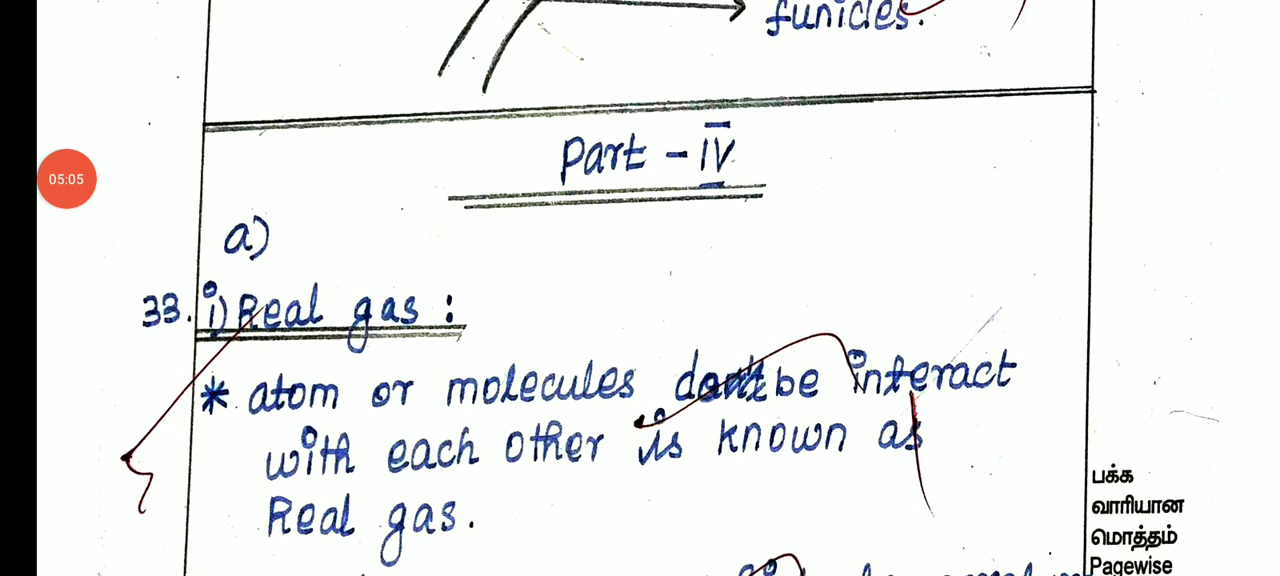 funicles.
05:05
Part - IV
a)
33. i) Real gas :
* atom or molecules be interact
with each other is known as
Real gas.
பக்க
வாரியான
மொத்தம்
Pagewise